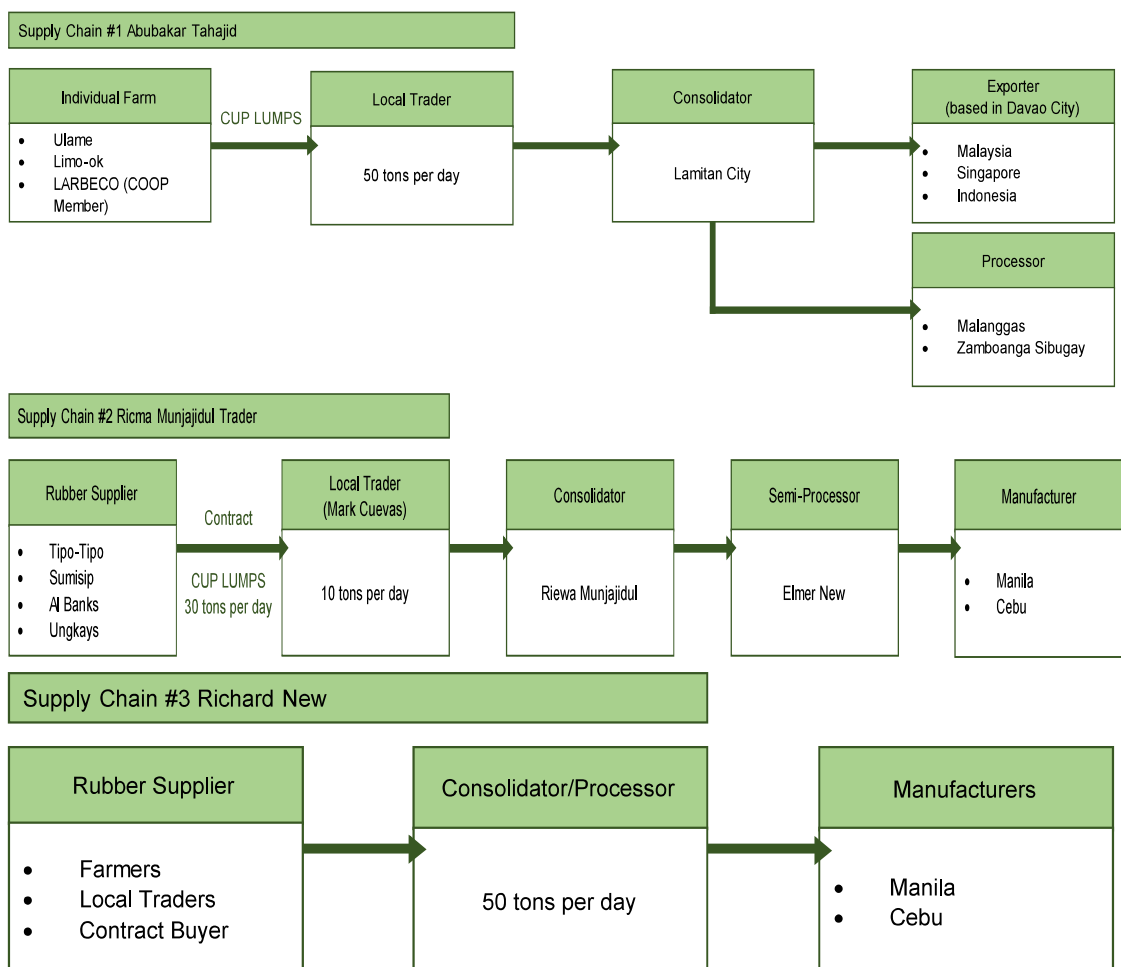 Supply Chain #1 Abubakar Tahajid
Individual Farm
• Ulame
• Limo-ok
• LARBECO (COOP
Member)
CUP LUMPS
Local Trader
50 tons per day
Consolidator
Lamitan City
Exporter
(based in Davao City)
• Malaysia
• Singapore
• Indonesia
Processor
• Malanggas
• Zamboanga Sibugay
Supply Chain #2 Ricma Munjajidul Trader
Rubber Supplier
• Tipo-Tipo
• Sumisip
• Al Banks
• Ungkays
Contract
CUP LUMPS
30 tons per day
Local Trader
(Mark Cuevas)
10 tons per day
Consolidator
Riewa Munjajidul
Semi-Processor
Elmer New
Manufacturer
• Manila
• Cebu
Supply Chain #3 Richard New
Rubber Supplier
• Farmers
• Local Traders
• Contract Buyer
Consolidator/Processor
50 tons per day
Manufacturers
• Manila
• Cebu